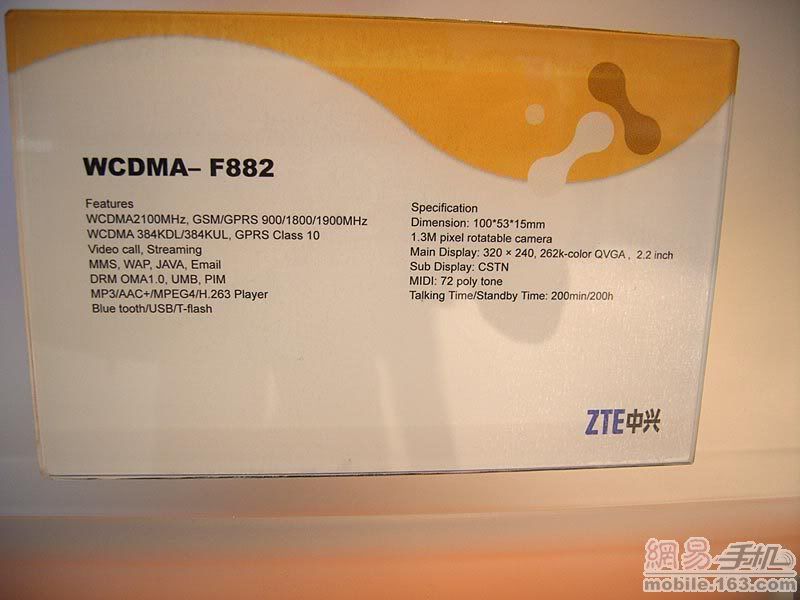 WCDMA– F882
Features
WCDMA2100MHz, GSM/GPRS 900/1800/1900MHz
WCDMA 384KDL/384KUL, GPRS Class 10
Video call, Streaming
MMS, WAP, JAVA, Email
DRM OMA1.0, UMB, PIM
MP3/AAC+/MPEG4/H.263 Player
Blue tooth/USB/T-flash
Specification
Dimension: 100*53*15mm
1.3M pixel rotatable camera
Main Display: 320 × 240, 262k-color QVGA , 2.2 inch
Sub Display: CSTN
MIDI: 72 poly tone
Talking Time/Standby Time: 200min/200h
ZTE中兴
網易 手机
mobile.163.com